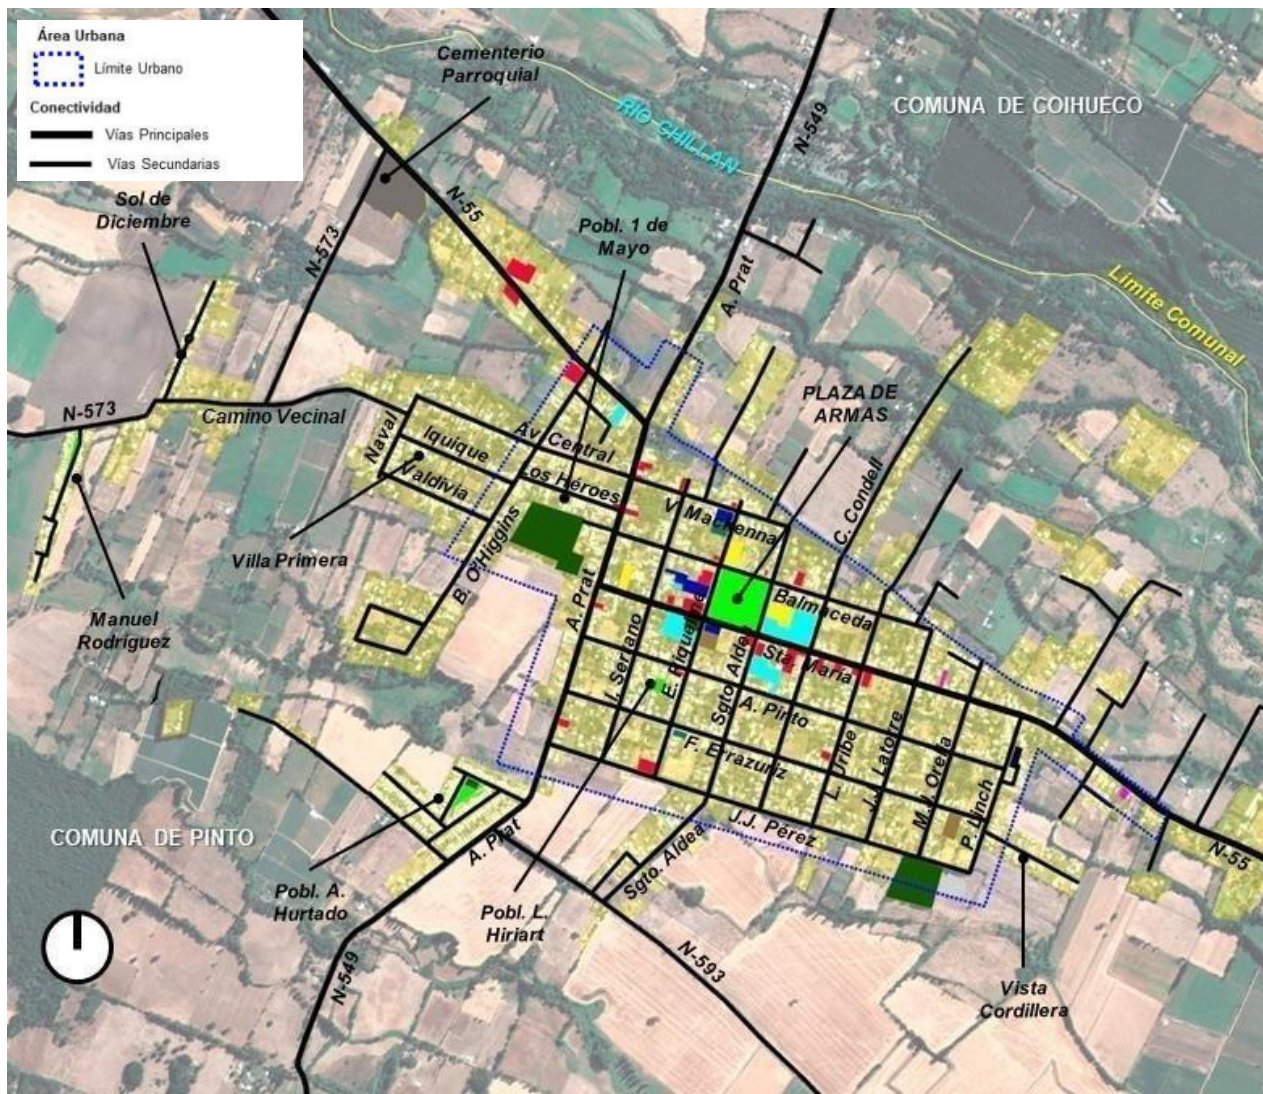 Área Urbana
Límite Urbano
Conectividad
Vías Principales
Vías Secundarias
Cementerio
Parroquial
RÍO CHILLAN
N-549
COMUNA DE COIHUECO
Sol de
Diciembre
N-55
Pobl. 1 de
Mayo
N-573
A. Prat
Límite Comunal
PLAZA DE
ARMAS
N-573
Camino Vecinal
Naval
Iquique
Valdivia
Av. Central
Los Héroes
V. Mackenna
C. Condell
Villa Primera
B. O'Higgins
A. Prat
Balmaceda
Manuel
Rodríguez
I. Serrano
E. Riquelme
Sgto. Aldea
Sta. María
A. Pinto
F. Errazuriz
L. Uribe
J.J. Latorre
M.J. Orella
P. Linch
J.J. Pérez
COMUNA DE PINTO
A. Prat
Sgto. Aldea
N-55
Pobl. A.
Hurtado
Pobl. L.
Hiriart
N-549
N-593
Vista
Cordillera